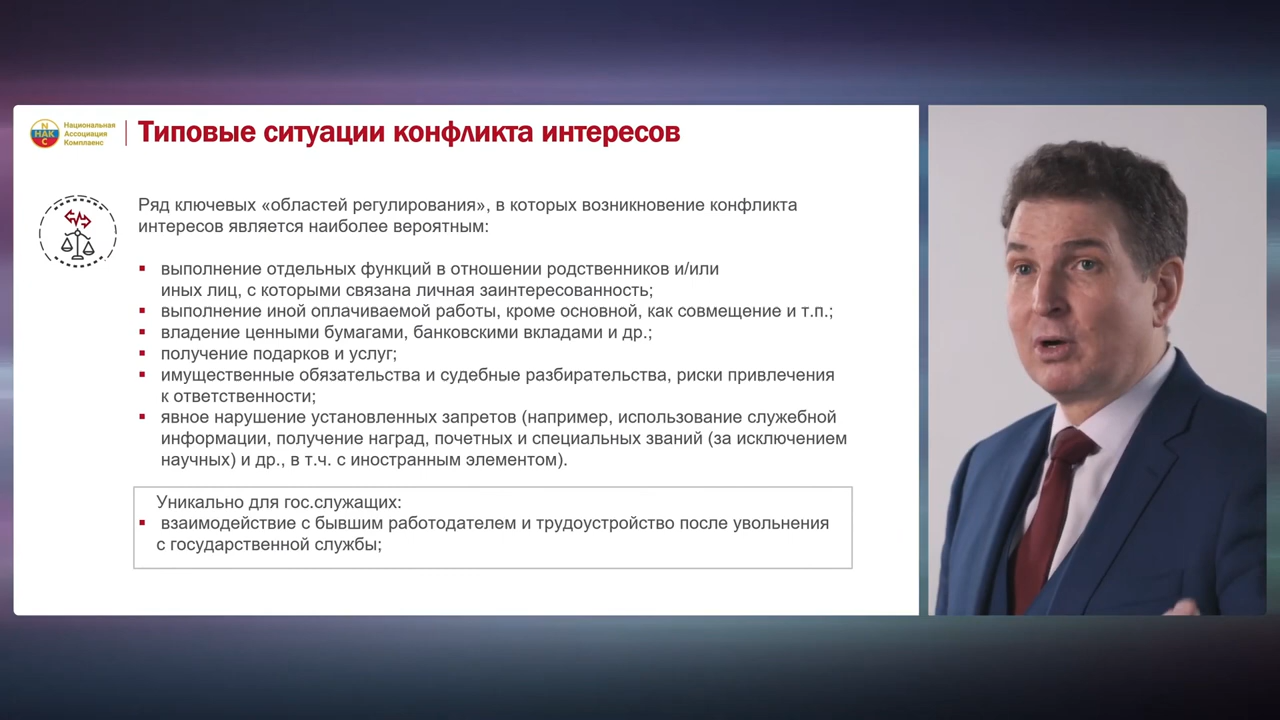 N
НАК
C
Национальная
Ассоциация
Комплаенс
Типовые ситуации конфликта интересов
Ряд ключевых «областей регулирования», в которых возникновение конфликта
интересов является наиболее вероятным:
▪ выполнение отдельных функций в отношении родственников и/или
иных лиц, с которыми связана личная заинтересованность;
▪ выполнение иной оплачиваемой работы, кроме основной, как совмещение и т.п.;
▪ владение ценными бумагами, банковскими вкладами и др.;
▪ получение подарков и услуг;
▪ имущественные обязательства и судебные разбирательства, риски привлечения
к ответственности;
▪ явное нарушение установленных запретов (например, использование служебной
информации, получение наград, почетных и специальных званий (за исключением
научных) и др., в т.ч. с иностранным элементом).
Уникально для гос.служащих:
▪ взаимодействие с бывшим работодателем и трудоустройство после увольнения
с государственной службы;